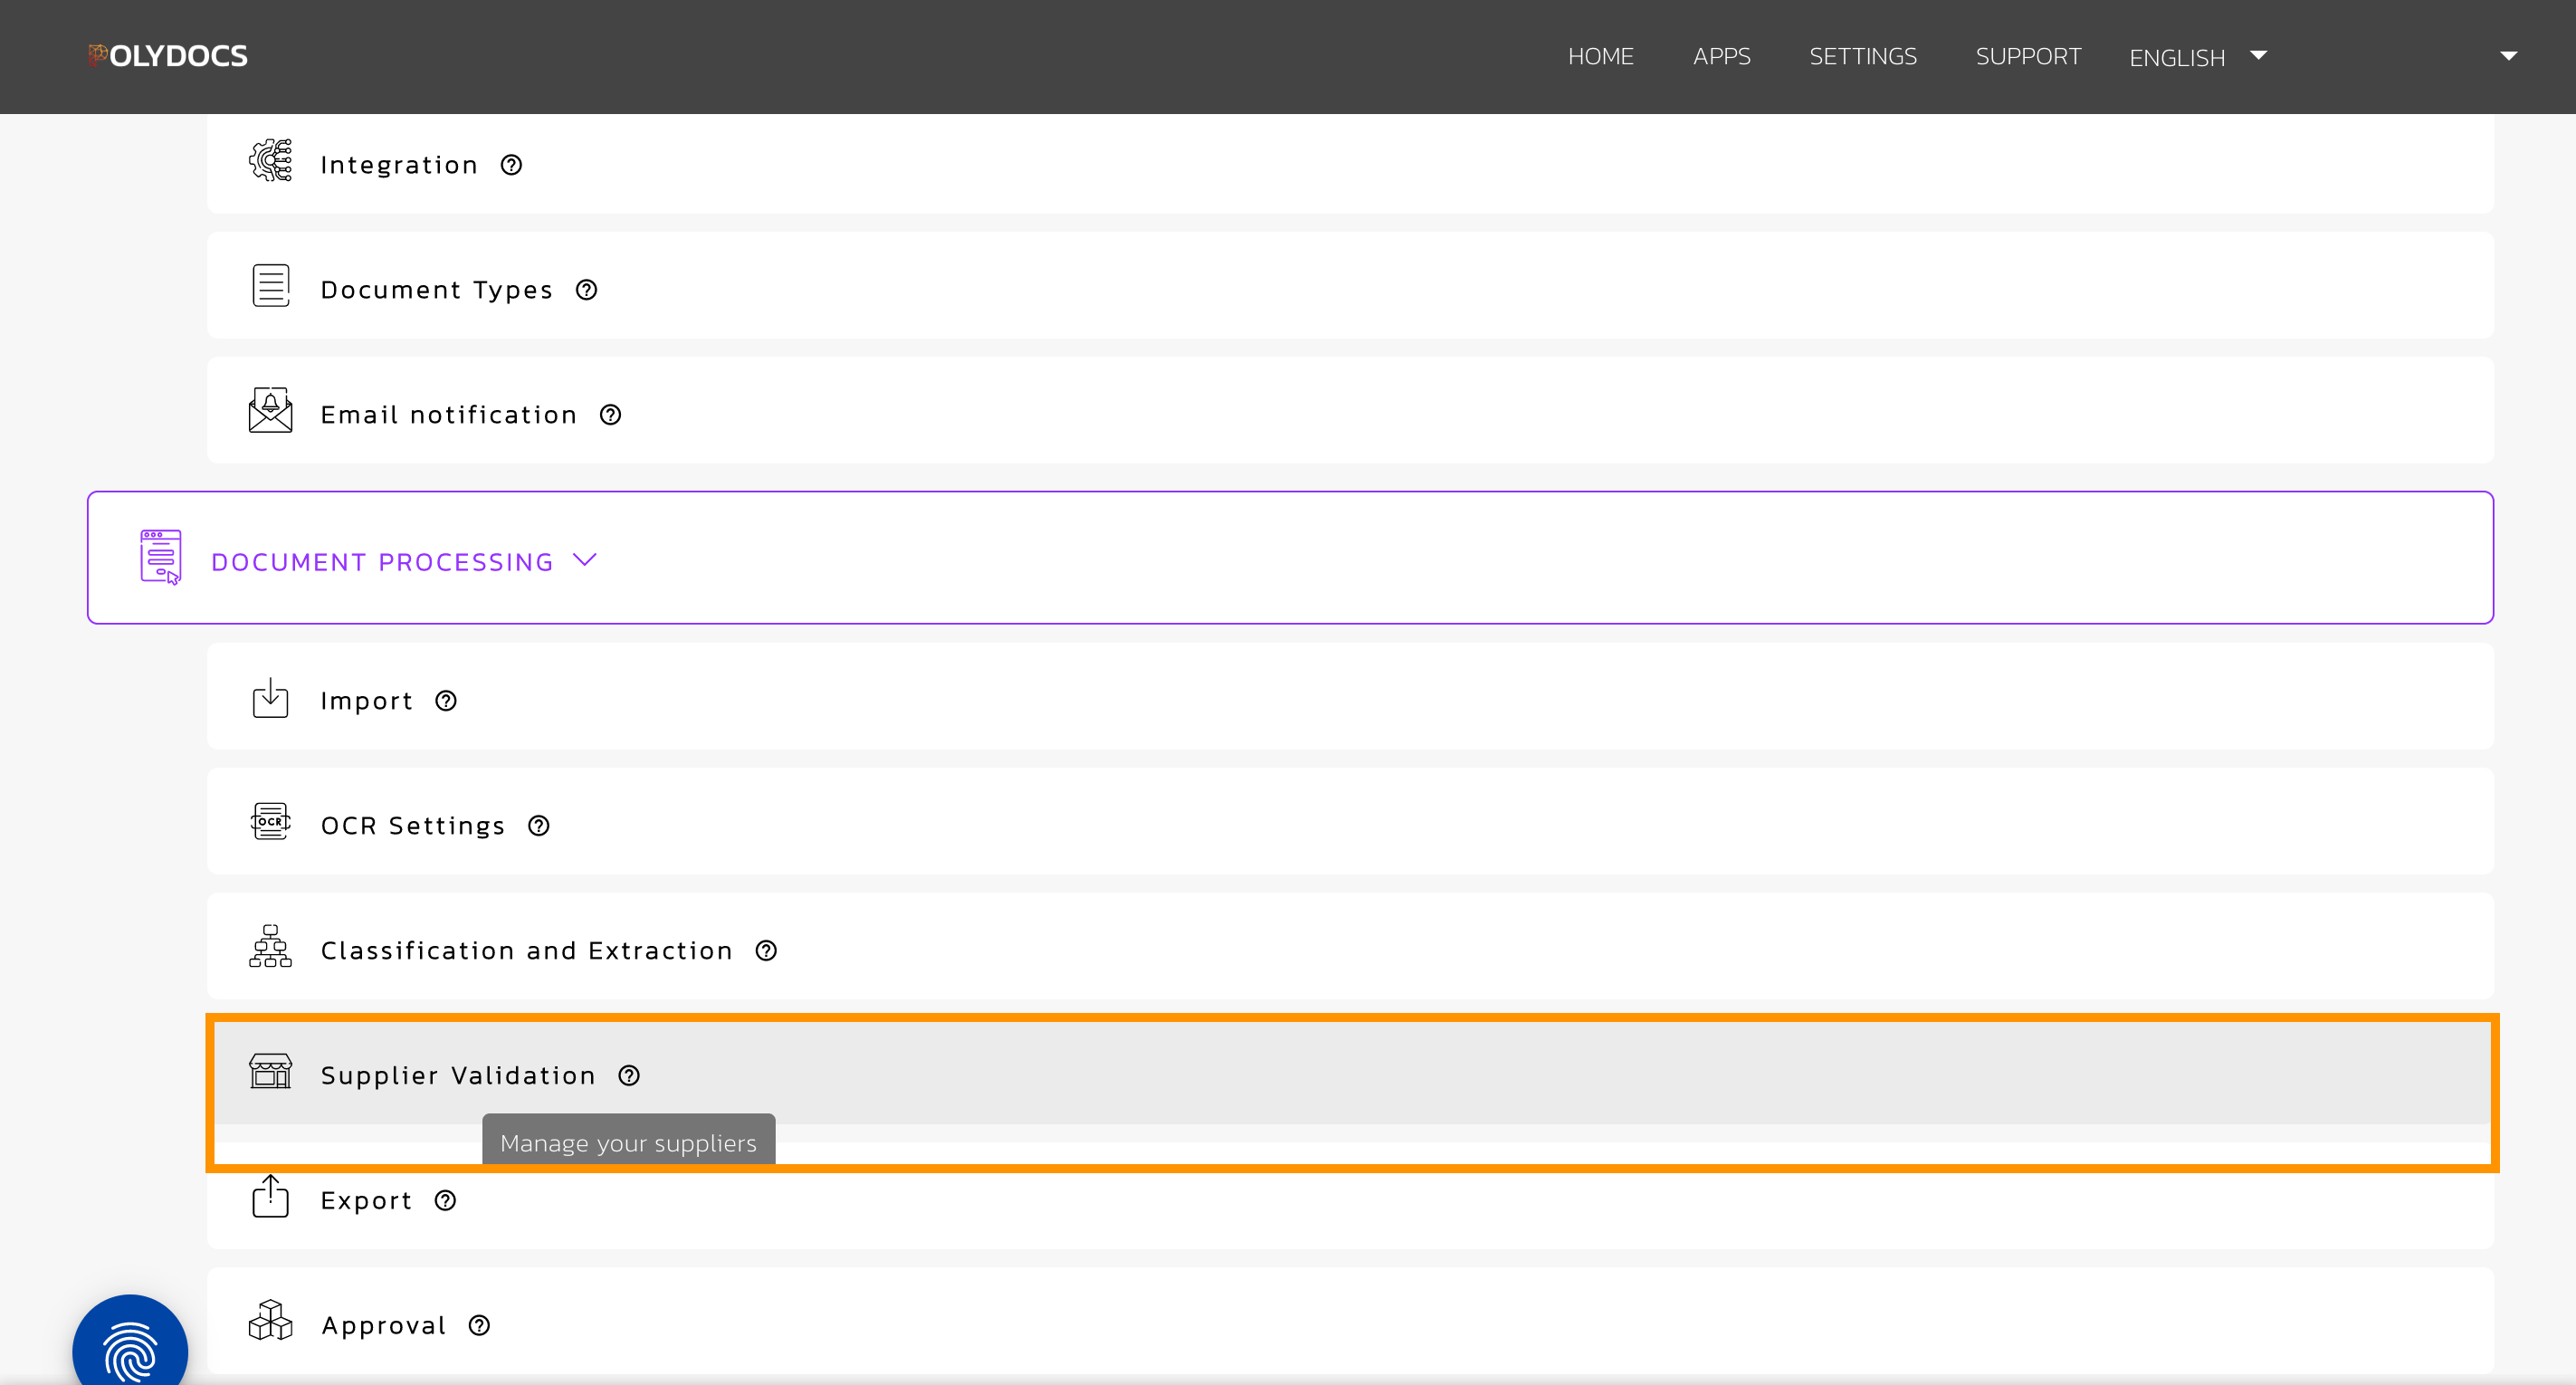 POLYDOCS
HOME APPS SETTINGS SUPPORT ENGLISH
Integration
Document Types
Email notification
DOCUMENT PROCESSING
Import
OCR Settings
Classification and Extraction
Supplier Validation
Manage your suppliers
Export
Approval